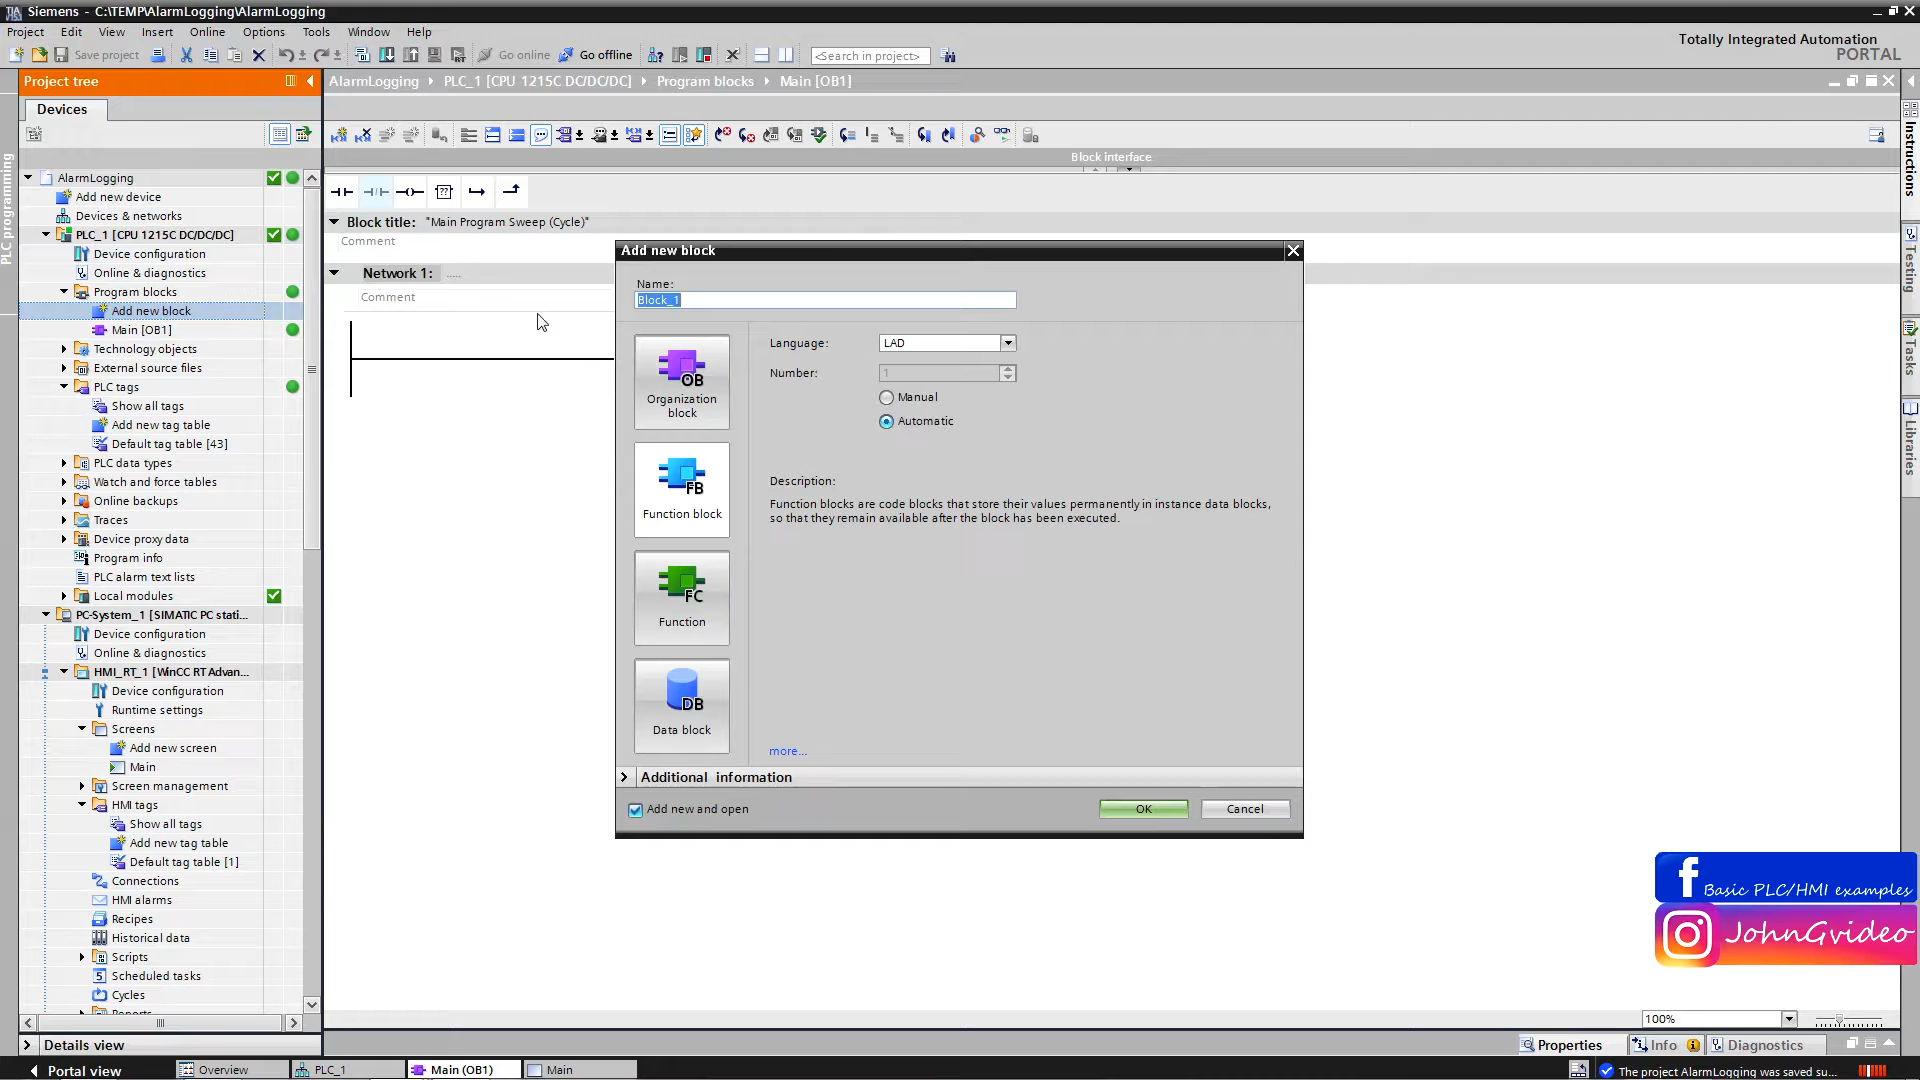 Siemens - C:\TEMP\AlarmLogging\AlarmLogging
Project Edit View Insert Online Options Tools Window Help
Totally Integrated Automation
PORTAL
Save project
Go online
Go offline
<Search in project>
Project tree
AlarmLogging PLC_1 [CPU 1215C DC/DC/DC] Program blocks Main [OB1]
Devices
PLC programming
Block interface
Instructions
Testing
Tasks
Libraries
AlarmLogging
Add new device
Devices & networks
PLC_1 [CPU 1215C DC/DC/DC]
Device configuration
Online & diagnostics
Program blocks
Add new block
Main [OB1]
Technology objects
External source files
PLC tags
Show all tags
Add new tag table
Default tag table [43]
PLC data types
Watch and force tables
Online backups
Traces
Device proxy data
Program info
PLC alarm text lists
Local modules
PC-System_1 [SIMATIC PC stati...
Device configuration
Online & diagnostics
HMI_RT_1 [WinCC RT Advan...
Device configuration
Runtime settings
Screens
Add new screen
Main
Screen management
HMI tags
Show all tags
Add new tag table
Default tag table [1]
Connections
HMI alarms
Recipes
Historical data
Scripts
Scheduled tasks
Cycles
??
Block title: "Main Program Sweep (Cycle)"
Comment
Network 1: .....
Comment
Add new block
Name:
Block_1
OB
Organization
block
FB
Function block
FC
Function
DB
Data block
Language: LAD
Number: 1
Manual
Automatic
Description:
Function blocks are code blocks that store their values permanently in instance data blocks,
so that they remain available after the block has been executed.
more...
Additional information
Add new and open
OK
Cancel
Basic PLC/HMI examples
JohnGvideo
100%
Details view
Properties
Info
Diagnostics
Portal view
Overview
PLC_1
Main (OB1)
Main
The project AlarmLogging was saved su...